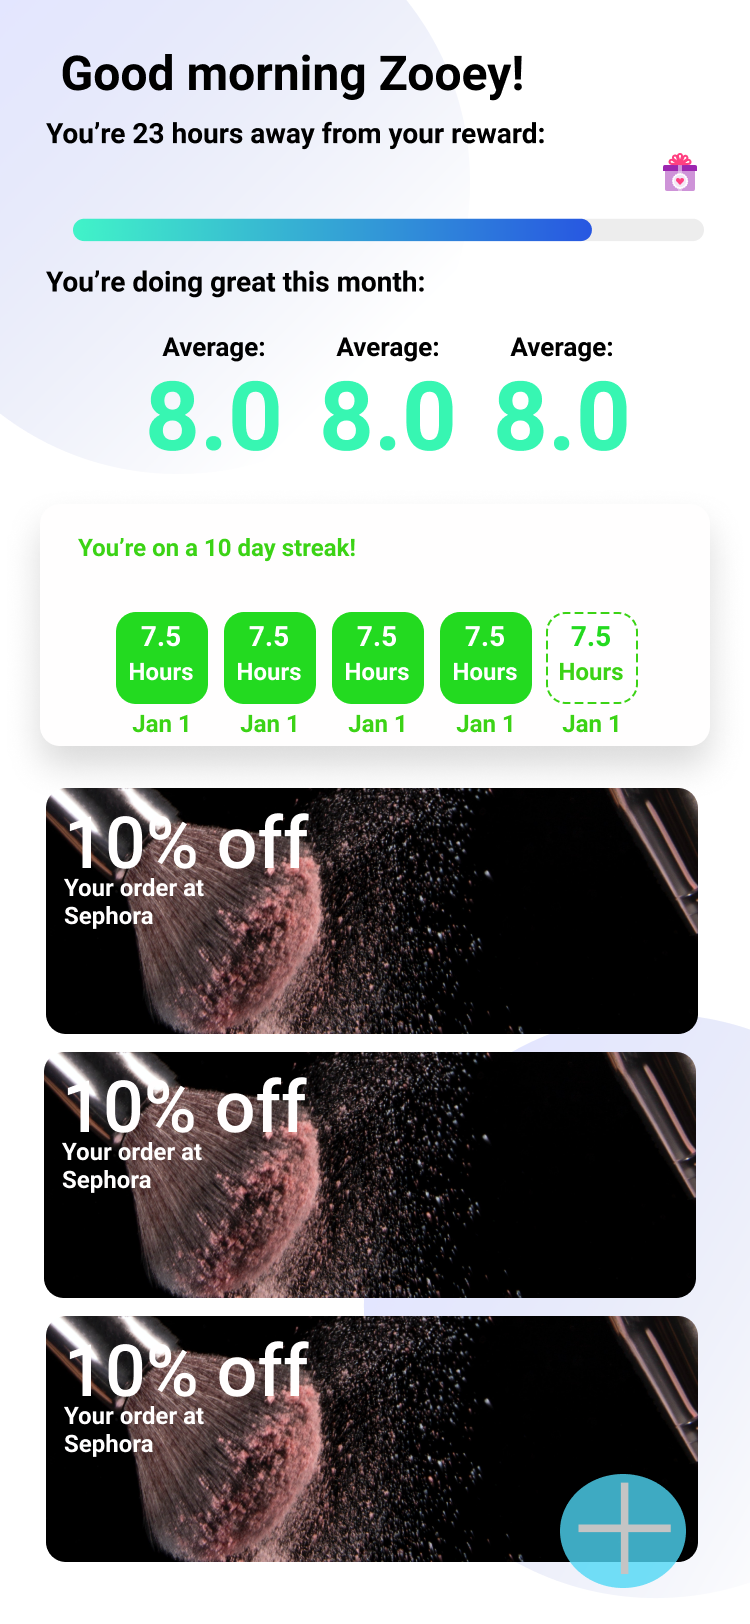 Good morning Zooey!
You’re 23 hours away from your reward:
You’re doing great this month:
Average: Average: Average:
8.0 8.0 8.0
You’re on a 10 day streak!
7.5 7.5 7.5 7.5 7.5
Hours Hours Hours Hours Hours
Jan 1 Jan 1 Jan 1 Jan 1 Jan 1
10% off
Your order at
Sephora
10% off
Your order at
Sephora
10% off
Your order at
Sephora